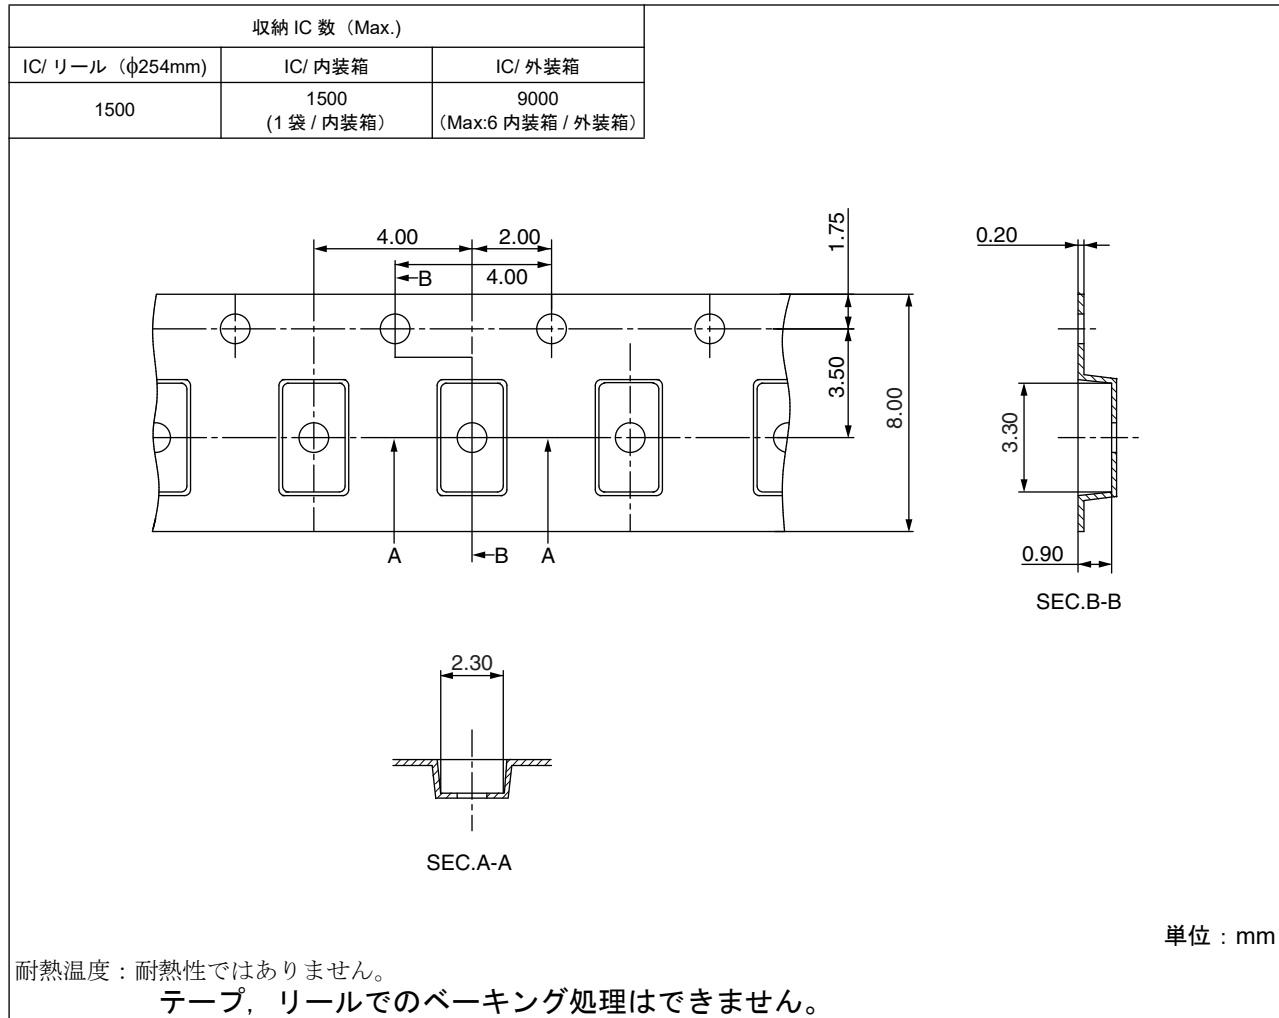 収納 IC 数（Max.)
IC/ リール（ϕ254mm)
IC/ 内装箱
IC/ 外装箱
1500
1500
(1 袋 / 内装箱）
9000
（Max:6 内装箱 / 外装箱）
4.00
2.00
4.00
B
1.75
3.50
8.00
0.20
3.30
0.90
A
B
A
SEC.B-B
2.30
SEC.A-A
単位：mm
耐熱温度：耐熱性ではありません。
テープ，リールでのベーキング処理はできません。